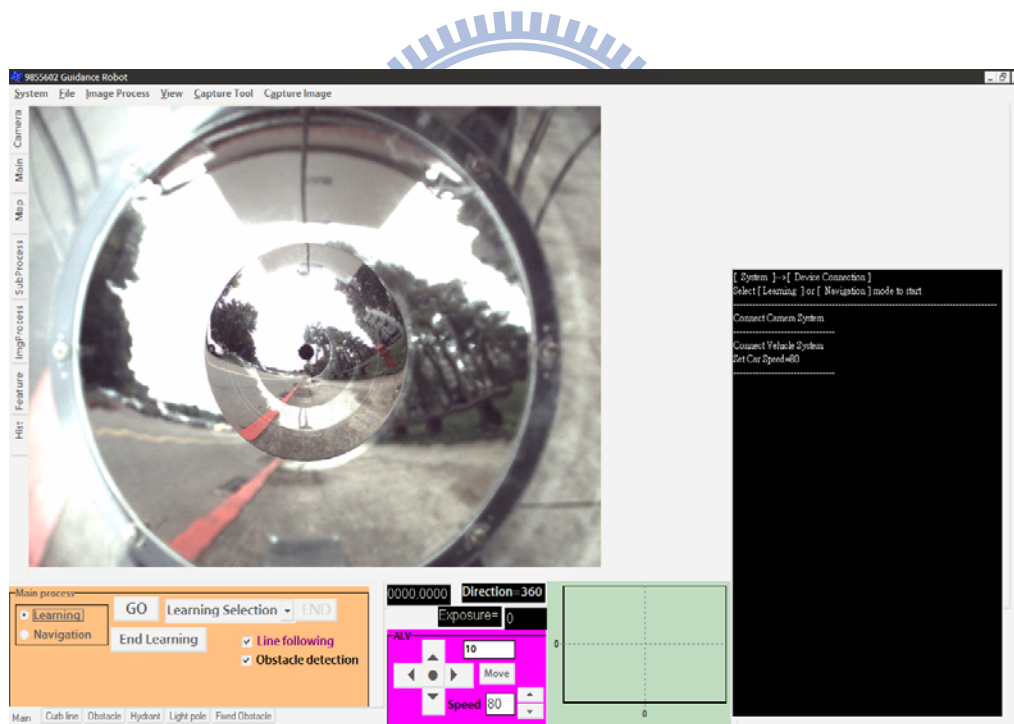 9855602 Guidance Robot
System File Image Process View Capture Tool Capture Image
Camera
Main
Map
SubProcess
ImgProcess
Feature
Hist
[ System ]-->[ Device Connection ]
Select [ Learning ] or [ Navigation ] mode to start
Connect Camera System
Connect Vehicle System
Set Car Speed=80
Main process
Learning
Navigation
GO
Learning Selection
END
End Learning
Line following
Obstacle detection
Main Curb line Obstacle Hydrant Light pole Fixed Obstacle
0000.0000 Direction=360
Exposure= 0
ALV
10
Move
Speed 80
0
0